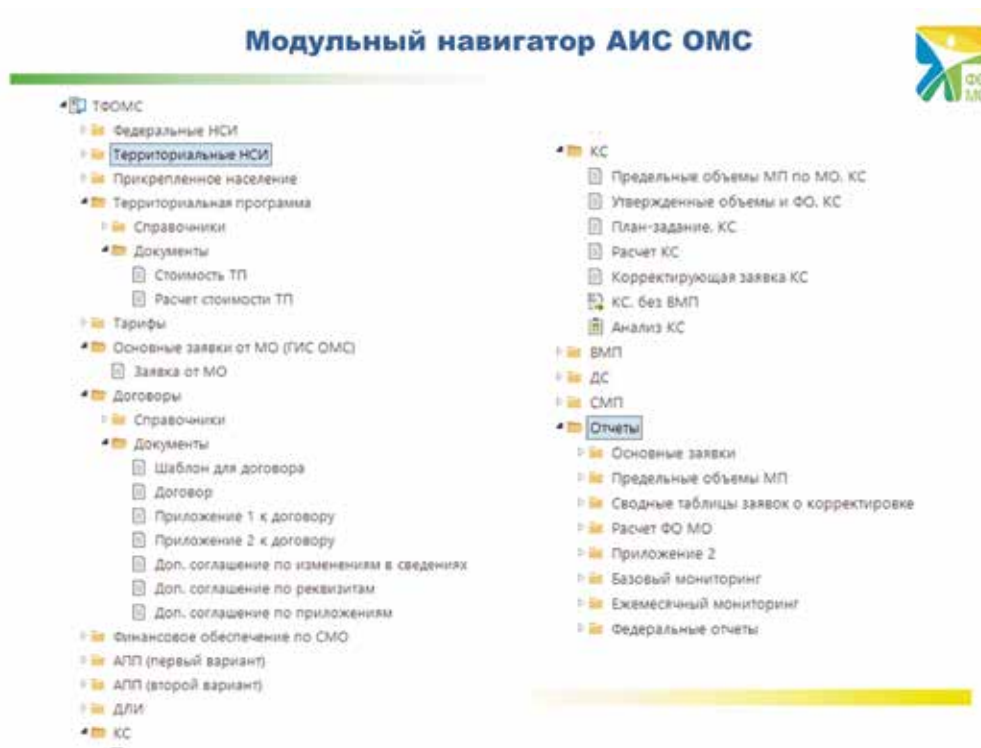 Модульный навигатор АИС ОМС
ТФОМС
Федеральные НСИ
Территориальные НСИ
Прикрепленное население
Территориальная программа
Справочники
Документы
Стоимость ТП
Расчет стоимости ТП
Тарифы
Основные заявки от МО (ГИС ОМС)
Заявка от МО
Договоры
Справочники
Документы
Шаблон для договора
Договор
Приложение 1 к договору
Приложение 2 к договору
Доп. соглашение по изменениям в сведениях
Доп. соглашение по реквизитам
Доп. соглашение по приложениям
Финансовое обеспечение по СМО
АПП (первый вариант)
АПП (второй вариант)
ДЛИ
КС
КС
Предельные объемы МП по МО. КС
Утвержденные объемы и ФО. КС
План-задание. КС
Расчет КС
Корректирующая заявка КС
КС. без ВМП
Анализ КС
ВМП
ДС
СМП
Отчеты
Основные заявки
Предельные объемы МП
Сводные таблицы заявок о корректировке
Расчет ФО МО
Приложение 2
Базовый мониторинг
Ежемесячный мониторинг
Федеральные отчеты